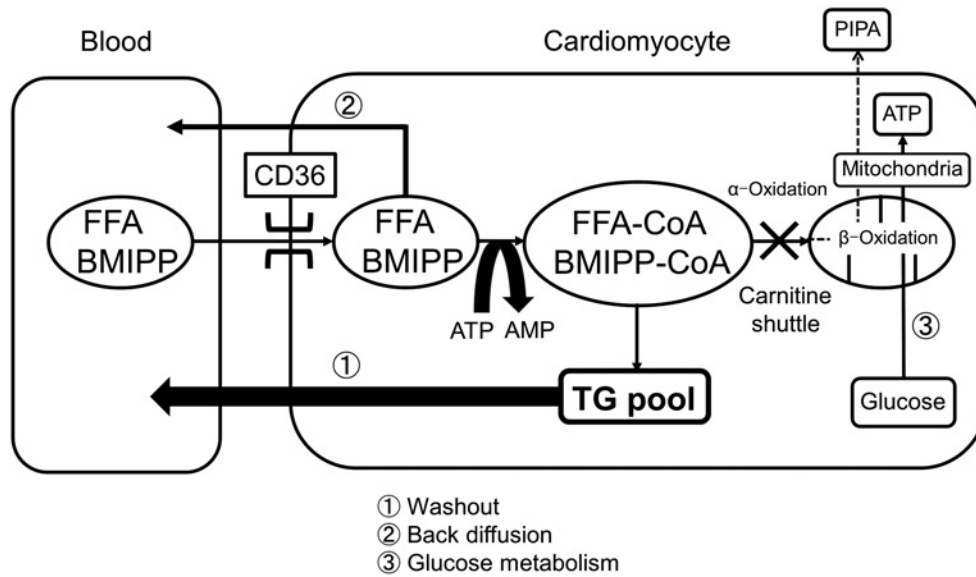 Blood
Cardiomyocyte
PIPA
②
ATP
CD36
Mitochondria
α-Oxidation
FFA
BMIPP
FFA
BMIPP
FFA-CoA
BMIPP-CoA
β-Oxidation
ATP AMP
Carnitine
shuttle
③
①
TG pool
Glucose
① Washout
② Back diffusion
③ Glucose metabolism